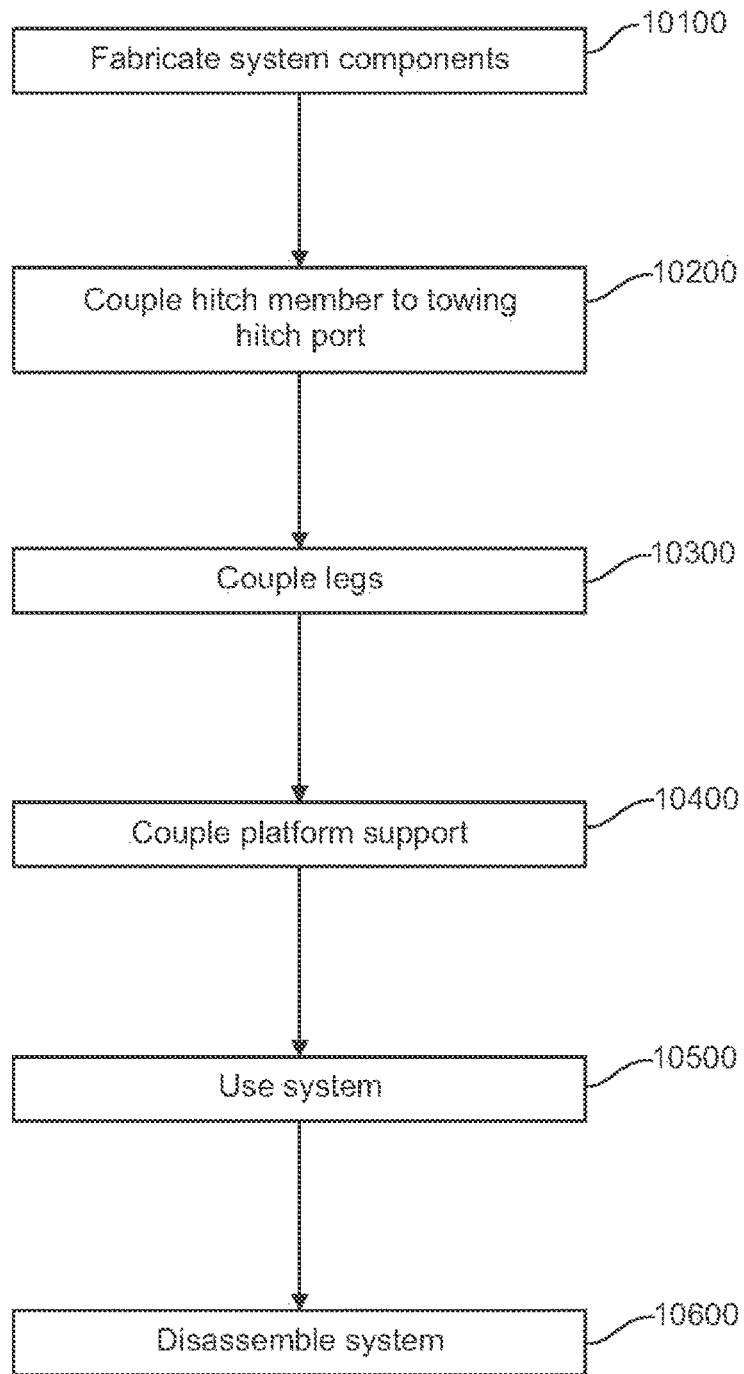 10100
Fabricate system components
10200
Couple hitch member to towing
hitch port
10300
Couple legs
10400
Couple platform support
10500
Use system
10600
Disassemble system